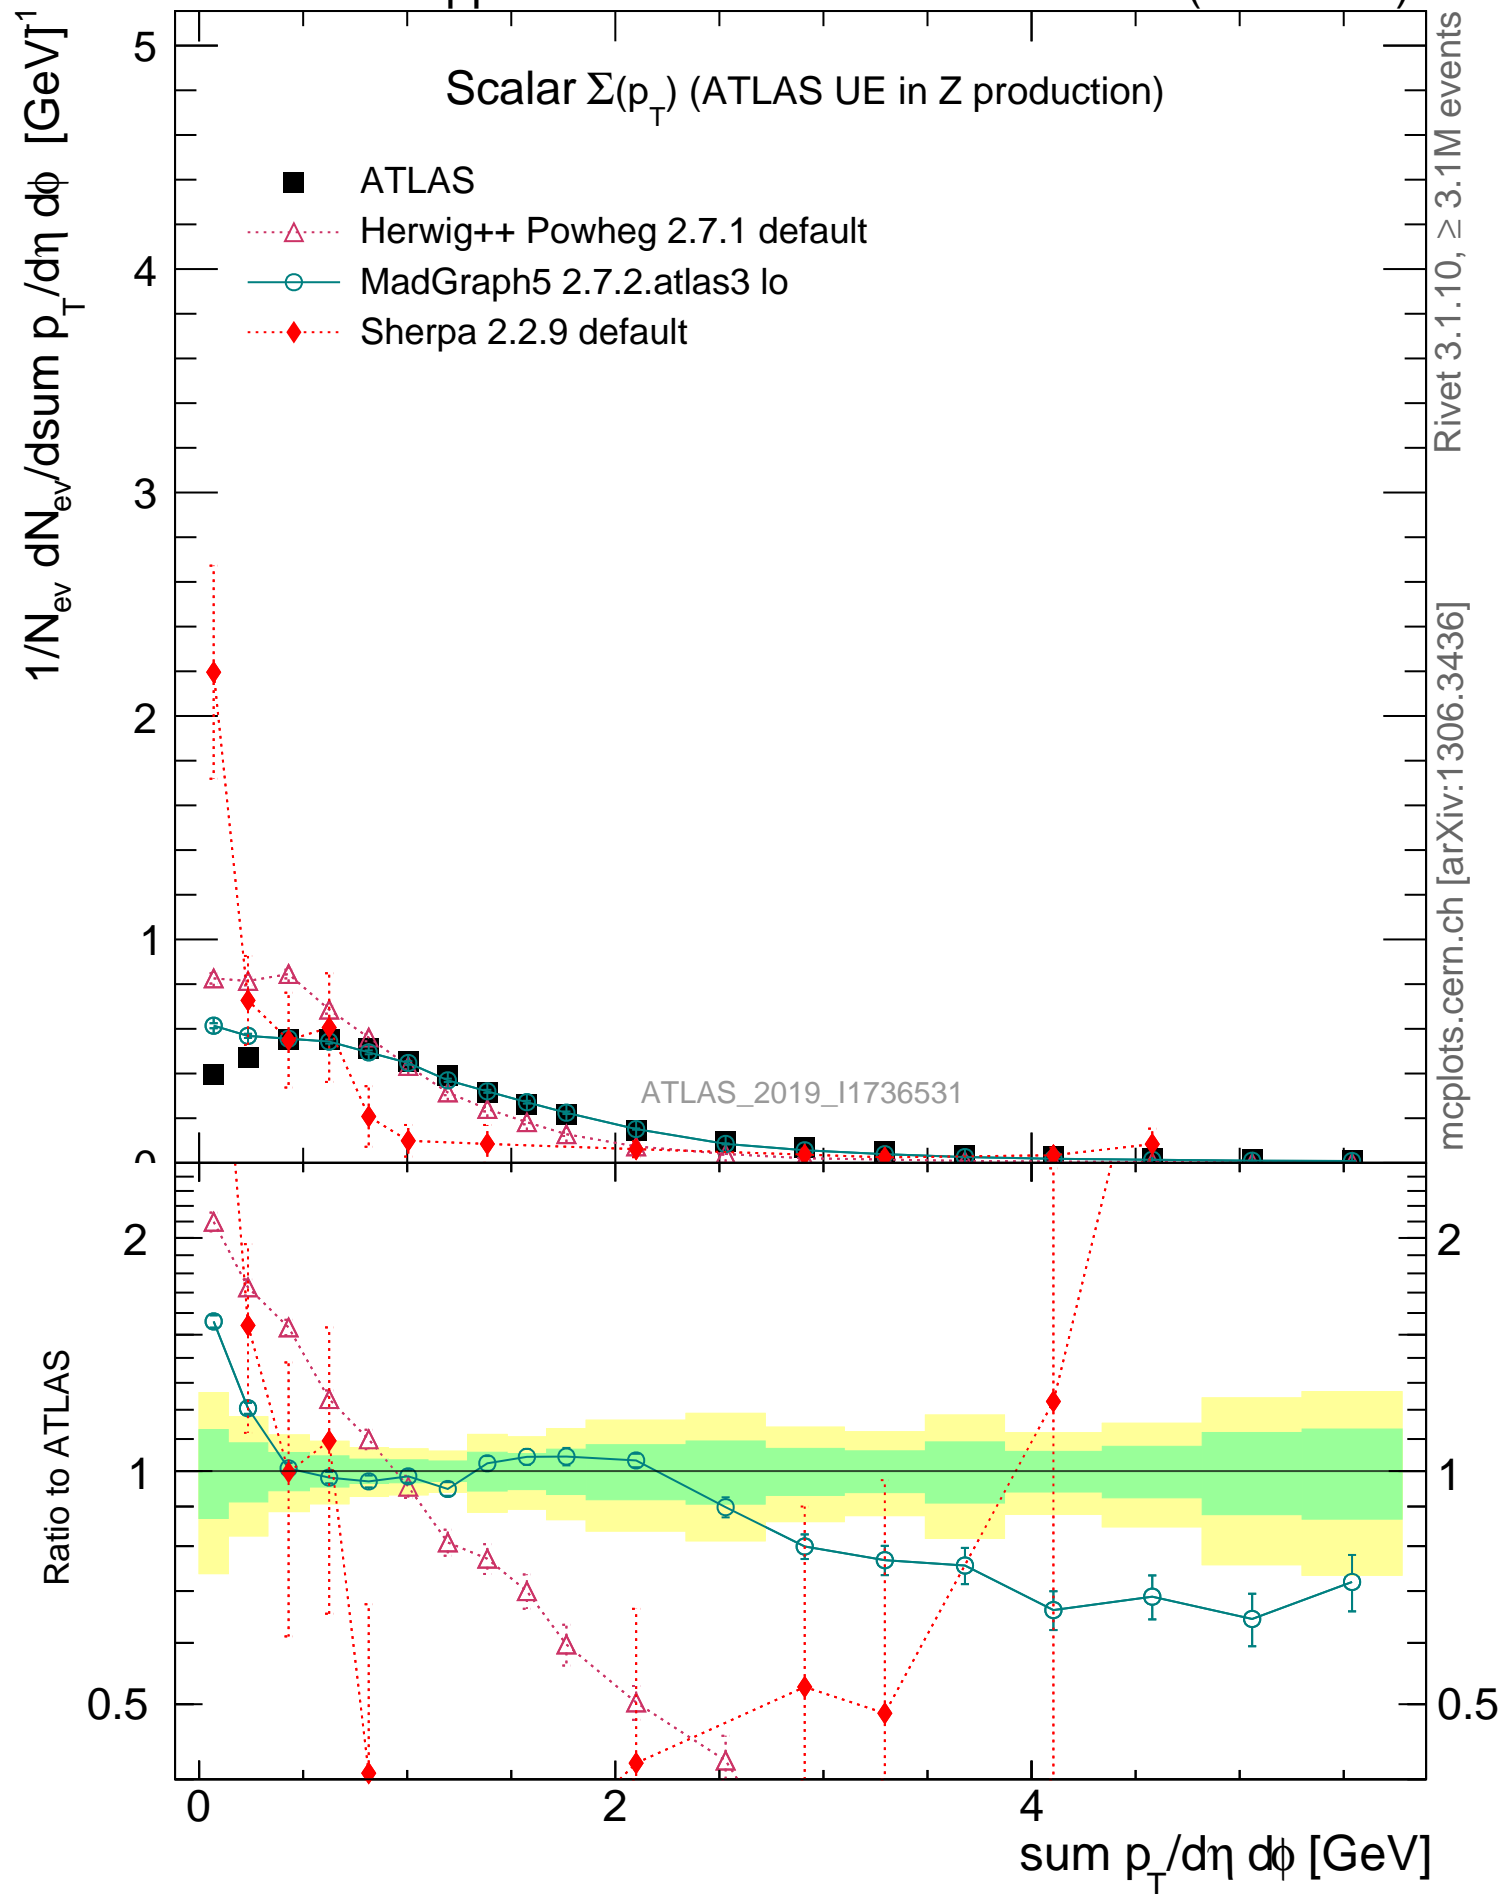 pp
Scalar Σ(p_T) (ATLAS UE in Z production)
ATLAS
Herwig++ Powheg 2.7.1 default
MadGraph5 2.7.2.atlas3 lo
Sherpa 2.2.9 default
1/N_ev dN_ev/dsum p_T/dη dϕ [GeV]^-1
5
4
3
2
1
0
ATLAS_2019_I1736531
Rivet 3.1.10, ≥ 3.1M events
mcplots.cern.ch [arXiv:1306.3436]
Ratio to ATLAS
2
1
0.5
2
1
0.5
0
2
4
sum p_T/dη dϕ [GeV]